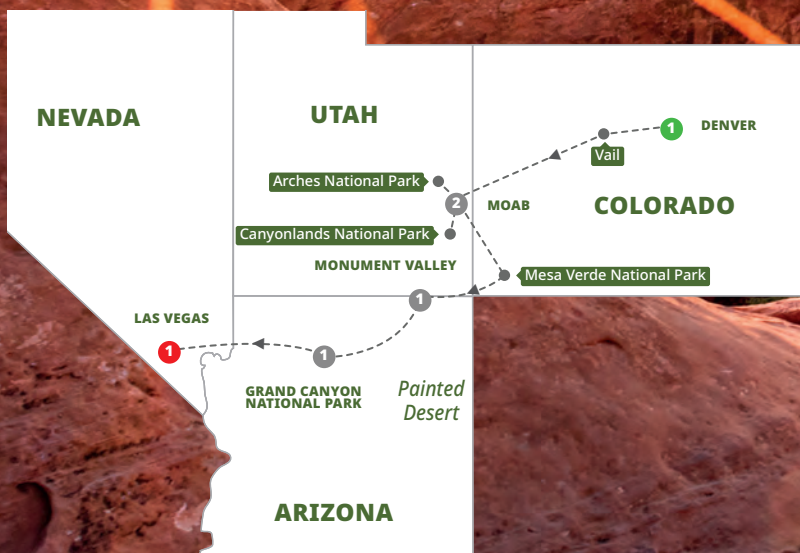 NEVADA
UTAH
1
DENVER
Vail
Arches National Park
2
MOAB
COLORADO
Canyonlands National Park
MONUMENT VALLEY
Mesa Verde National Park
1
LAS VEGAS
1
1
GRAND CANYON
NATIONAL PARK
Painted
Desert
ARIZONA